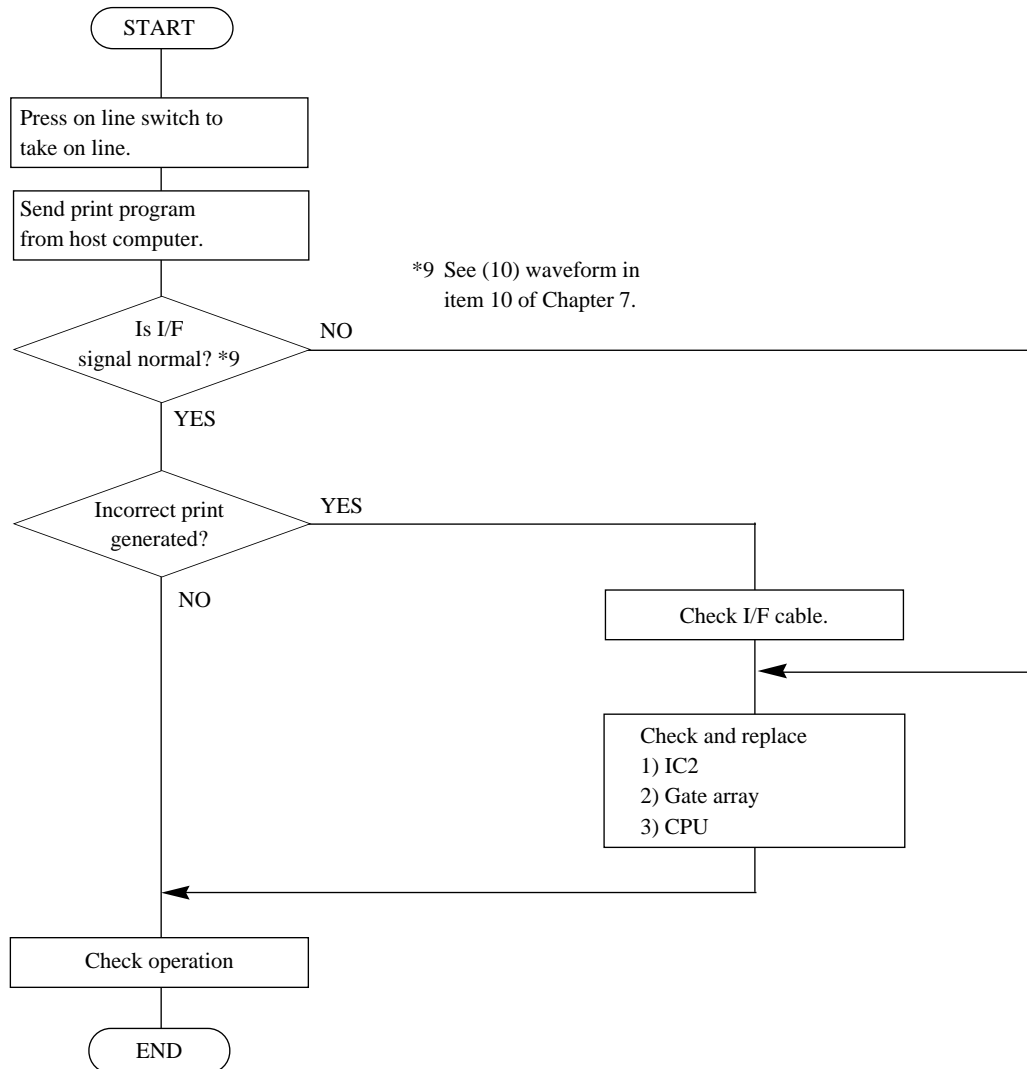 START
Press on line switch to
take on line.
Send print program
from host computer.
*9 See (10) waveform in
item 10 of Chapter 7.
Is I/F
signal normal? *9
NO
YES
Incorrect print
generated?
YES
NO
Check I/F cable.
Check and replace
1) IC2
2) Gate array
3) CPU
Check operation
END